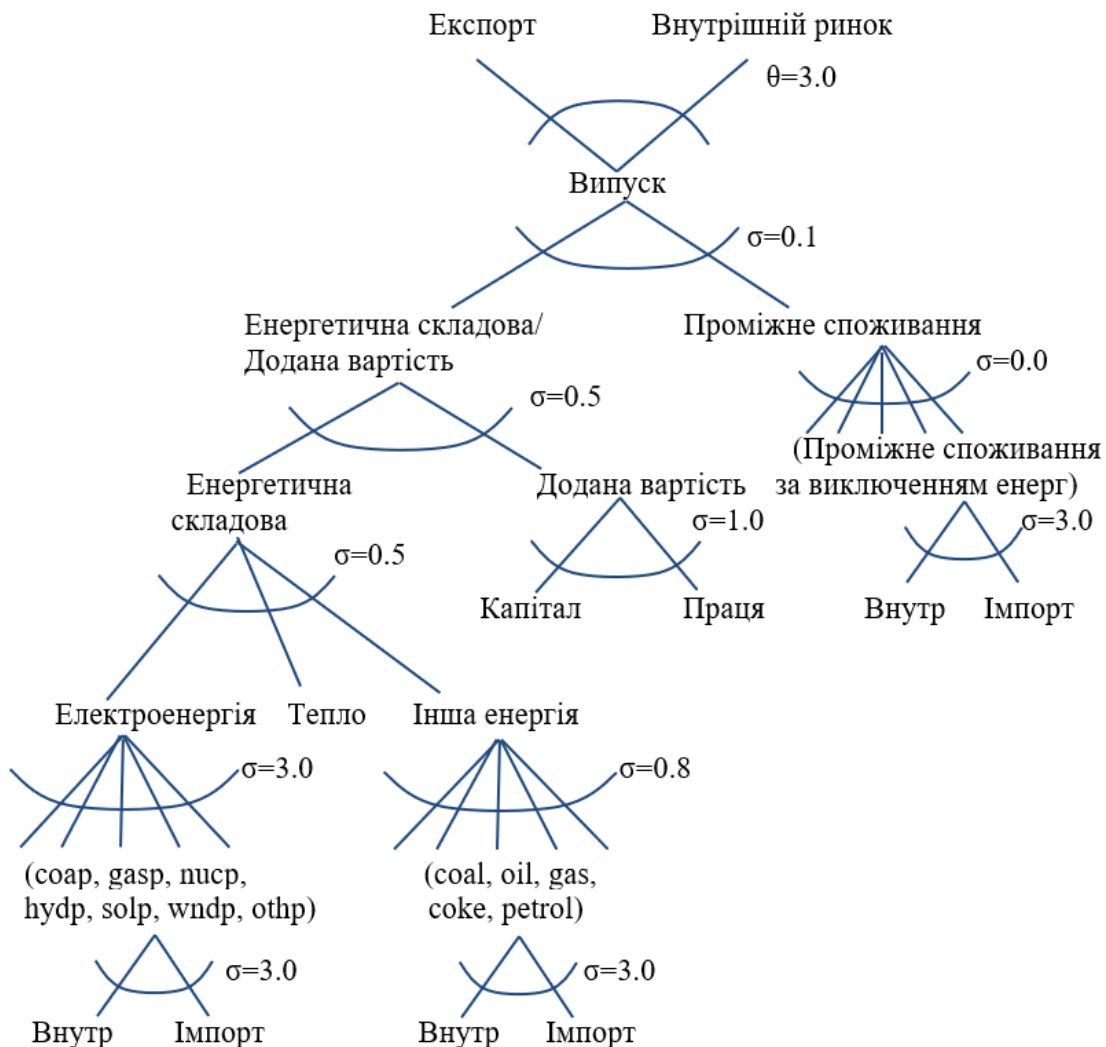 Експорт
Внутрішній ринок
θ=3.0
Випуск
σ=0.1
Енергетична складова/
Додана вартість
Проміжне споживання
σ=0.0
σ=0.5
(Проміжне споживання
за виключенням енерг)
Енергетична
складова
Додана вартість
σ=1.0
σ=3.0
σ=0.5
Капітал
Праця
Внутр
Імпорт
Електроенергія
Тепло
Інша енергія
σ=3.0
σ=0.8
(coap, gasp, nucp,
hydp, solp, wndp, othp)
(coal, oil, gas,
coke, petrol)
σ=3.0
σ=3.0
Внутр
Імпорт
Внутр
Імпорт